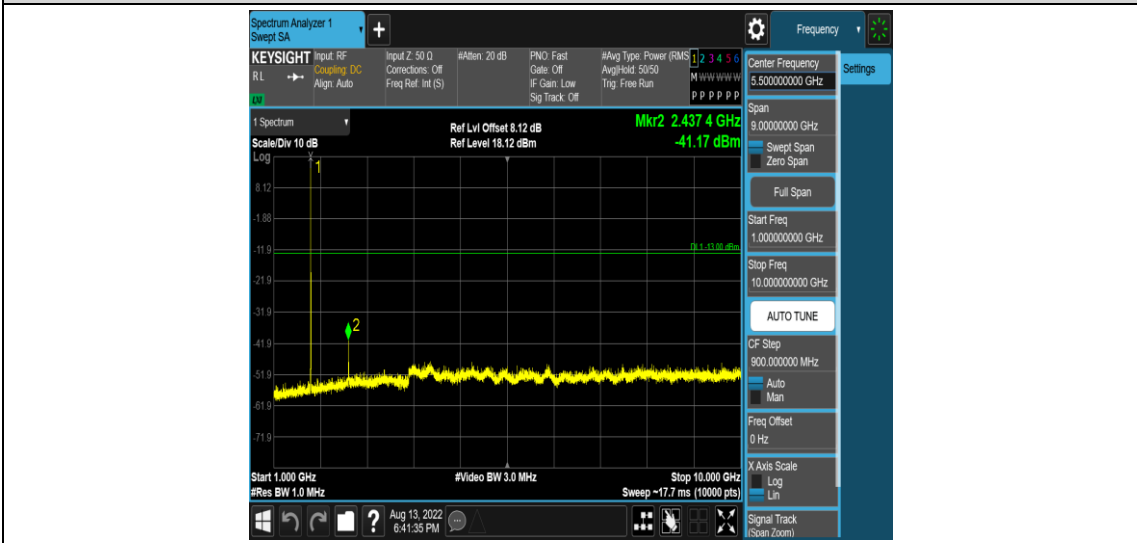 Spectrum Analyzer 1
Swept SA
+
Frequency
KEYSIGHT
RL
LXI
Input: RF
Coupling: DC
Align: Auto
Input Z: 50 Ω
Corrections: Off
Freq Ref: Int (S)
#Atten: 20 dB
PNO: Fast
Gate: Off
IF Gain: Low
Sig Track: Off
#Avg Type: Power (RMS
Avg|Hold: 50/50
Trig: Free Run
1 2 3 4 5 6
M W W W W W
P P P P P P
Center Frequency
5.500000000 GHz
Settings
Span
9.00000000 GHz
Swept Span
Zero Span
Full Span
Start Freq
1.000000000 GHz
Stop Freq
10.000000000 GHz
AUTO TUNE
CF Step
900.000000 MHz
Auto
Man
Freq Offset
0 Hz
X Axis Scale
Log
Lin
Signal Track
(Span Zoom)
1 Spectrum
Scale/Div 10 dB
Log
Ref Lvl Offset 8.12 dB
Ref Level 18.12 dBm
Mkr2 2.437 4 GHz
-41.17 dBm
1
8.12
-1.88
-11.9
DL1 -13.00 dBm
-21.9
-31.9
2
-41.9
-51.9
-61.9
-71.9
Start 1.000 GHz
#Res BW 1.0 MHz
#Video BW 3.0 MHz
Stop 10.000 GHz
Sweep ~17.7 ms (10000 pts)
?
Aug 13, 2022
6:41:35 PM